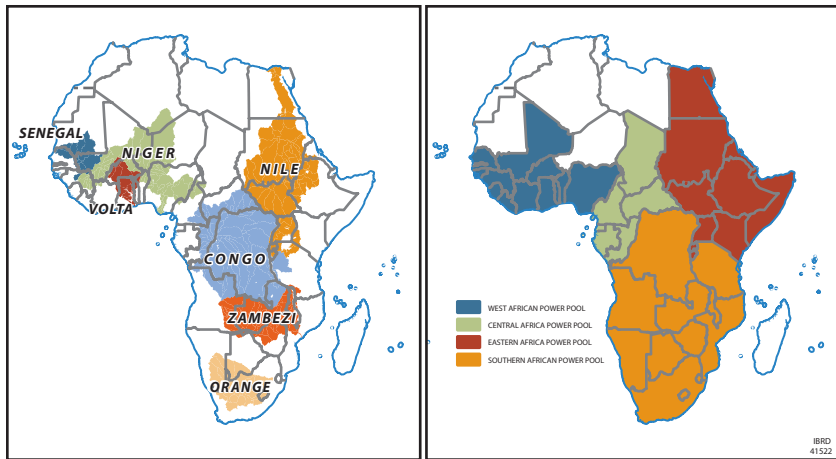 SENEGAL
NIGER
NILE
VOLTA
CONGO
ZAMBEZI
ORANGE
WEST AFRICAN POWER POOL
CENTRAL AFRICA POWER POOL
EASTERN AFRICA POWER POOL
SOUTHERN AFRICAN POWER POOL
IBRD
41522